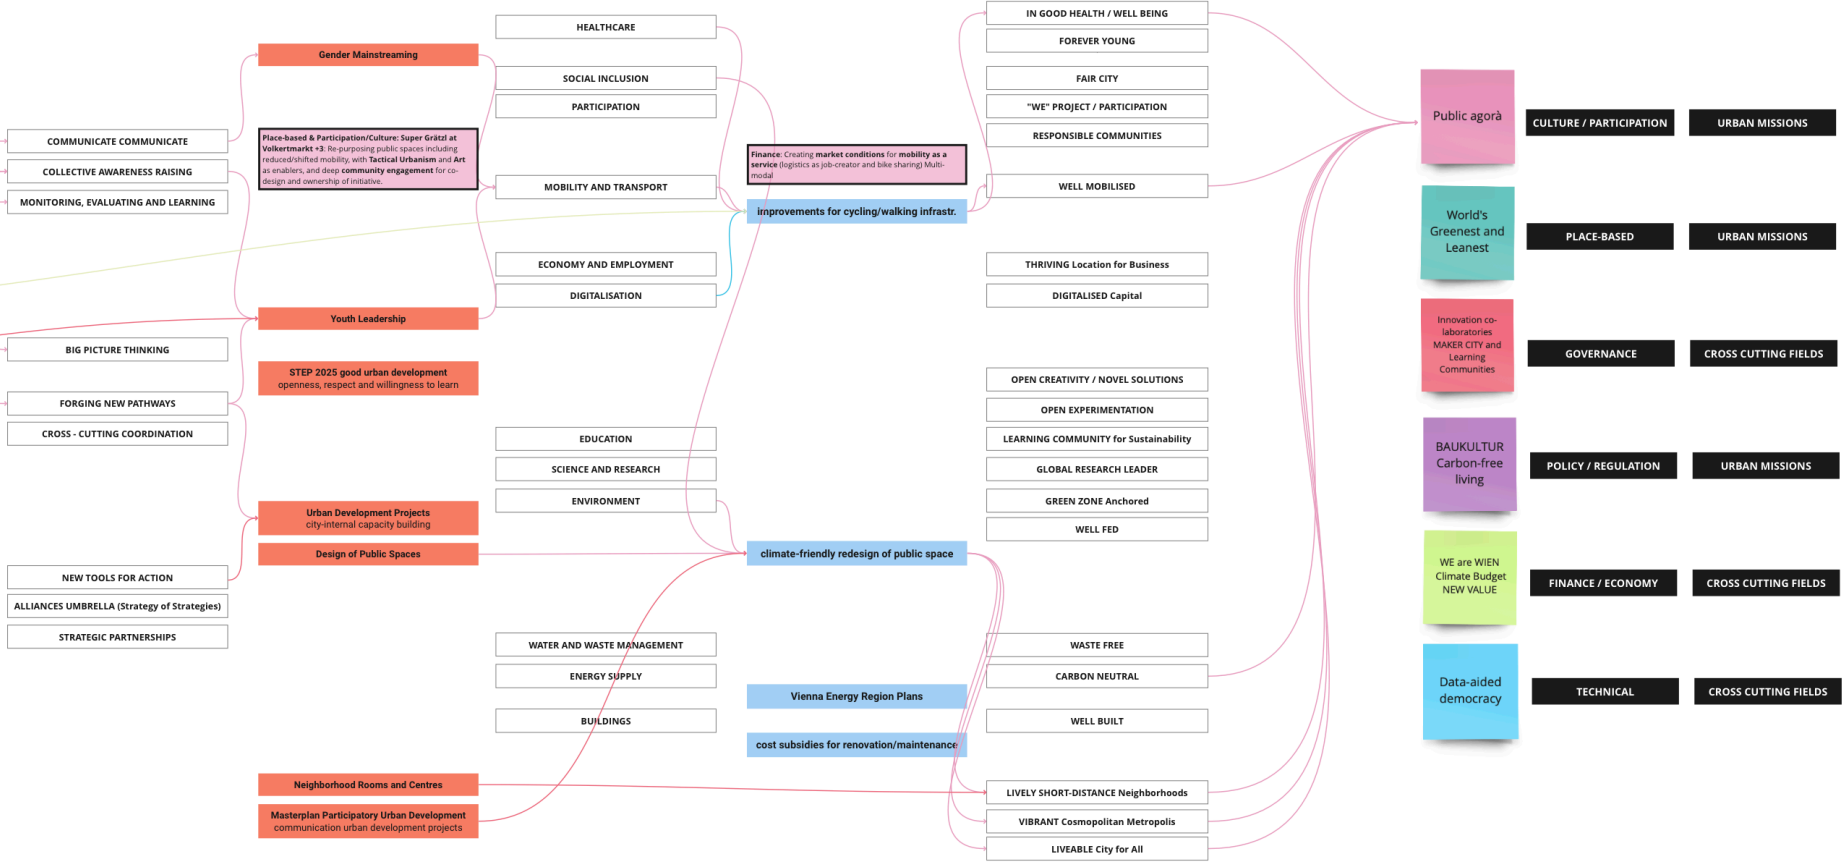 COMMUNICATE COMMUNICATE
COLLECTIVE AWARENESS RAISING
MONITORING, EVALUATING AND LEARNING
BIG PICTURE THINKING
FORGING NEW PATHWAYS
CROSS - CUTTING COORDINATION
NEW TOOLS FOR ACTION
ALLIANCES UMBRELLA (Strategy of Strategies)
STRATEGIC PARTNERSHIPS
Gender Mainstreaming
Place-based & Participation/Culture: Super Grätzl at
Volkertmarkt +3: Re-purposing public spaces including
reduced/shifted mobility, with Tactical Urbanism and Art
as enablers, and deep community engagement for co-
design and ownership of initiative.
Youth Leadership
STEP 2025 good urban development
openness, respect and willingness to learn
Urban Development Projects
city-internal capacity building
Design of Public Spaces
Neighborhood Rooms and Centres
Masterplan Participatory Urban Development
communication urban development projects
HEALTHCARE
SOCIAL INCLUSION
PARTICIPATION
MOBILITY AND TRANSPORT
ECONOMY AND EMPLOYMENT
DIGITALISATION
EDUCATION
SCIENCE AND RESEARCH
ENVIRONMENT
WATER AND WASTE MANAGEMENT
ENERGY SUPPLY
BUILDINGS
Finance: Creating market conditions for mobility as a
service (logistics as job-creator and bike sharing) Multi-
modal
improvements for cycling/walking infrastr.
climate-friendly redesign of public space
Vienna Energy Region Plans
cost subsidies for renovation/maintenance
IN GOOD HEALTH / WELL BEING
FOREVER YOUNG
FAIR CITY
"WE" PROJECT / PARTICIPATION
RESPONSIBLE COMMUNITIES
WELL MOBILISED
THRIVING Location for Business
DIGITALISED Capital
OPEN CREATIVITY / NOVEL SOLUTIONS
OPEN EXPERIMENTATION
LEARNING COMMUNITY for Sustainability
GLOBAL RESEARCH LEADER
GREEN ZONE Anchored
WELL FED
WASTE FREE
CARBON NEUTRAL
WELL BUILT
LIVELY SHORT-DISTANCE Neighborhoods
VIBRANT Cosmopolitan Metropolis
LIVEABLE City for All
Public agorà
CULTURE / PARTICIPATION
URBAN MISSIONS
World's
Greenest and
Leanest
PLACE-BASED
URBAN MISSIONS
Innovation co-
laboratories
MAKER CITY and
Learning
Communities
GOVERNANCE
CROSS CUTTING FIELDS
BAUKULTUR
Carbon-free
living
POLICY / REGULATION
URBAN MISSIONS
WE are WIEN
Climate Budget
NEW VALUE
FINANCE / ECONOMY
CROSS CUTTING FIELDS
Data-aided
democracy
TECHNICAL
CROSS CUTTING FIELDS